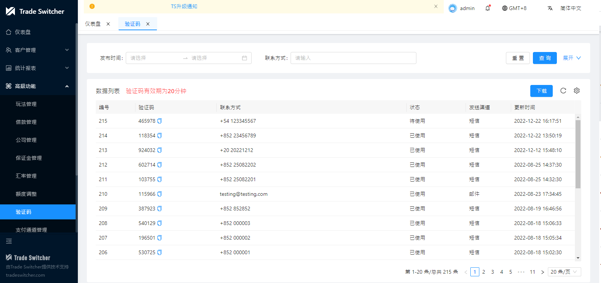 Trade Switcher
TS升级通知
admin
GMT+8
简体中文
仪表盘
验证码
仪表盘
客户管理
统计报表
高级功能
玩法管理
公司管理
保证金管理
汇率管理
额度调整
验证码
支付通道管理
Trade Switcher
由Trade Switcher提供技术支持
tradeswitcher.com
发布时间: 请选择 → 请选择 联系方式: 请输入 重 置 查 询 展开
数据列表 验证码有效期为20分钟 下载
编号 验证码 联系方式 状态 发送渠道 更新时间
215 465978 +54 123345567 待使用 短信 2022-12-22 16:17:51
214 118354 +852 23456789 已使用 短信 2022-12-22 13:50:19
213 924032 +20 20221212 已使用 短信 2022-12-12 15:48:10
212 602714 +852 25082202 已使用 短信 2022-08-25 14:37:30
211 103755 +852 25082201 已使用 短信 2022-08-25 14:32:30
210 115966 testing@testing.com 已使用 邮件 2022-08-23 17:34:45
209 387923 +852 852852 已使用 短信 2022-08-19 16:46:56
208 540129 +852 000003 已使用 短信 2022-08-18 15:06:33
207 196501 +852 000002 已使用 短信 2022-08-18 15:05:34
206 530725 +852 000001 已使用 短信 2022-08-18 15:02:30
第 1-20 条/总共 215 条 1 2 3 4 5 ••• 11 20 条/页